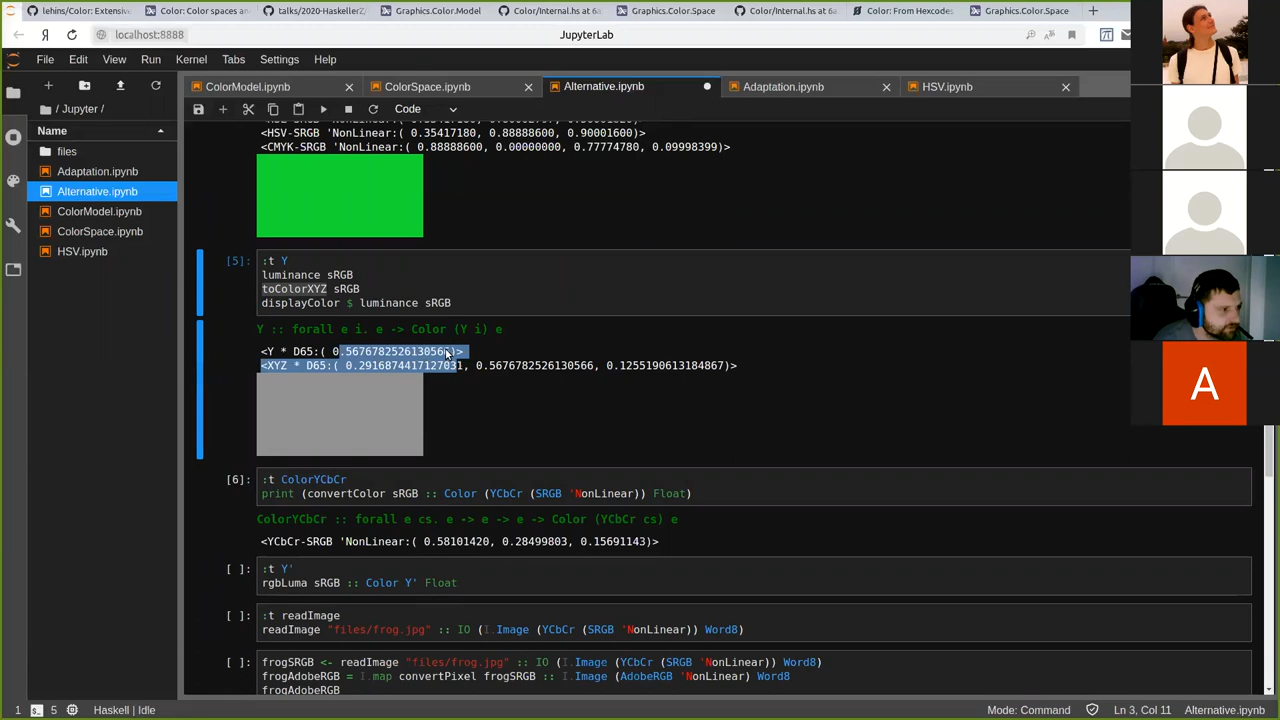 lehins/Color: Extensiv
Color: Color spaces an
talks/2020-HaskellerZ/
Graphics.Color.Model
Color/Internal.hs at 6a
Graphics.Color.Space
Color/Internal.hs at 6a
Color: From Hexcodes
Graphics.Color.Space
localhost:8888
JupyterLab
File Edit View Run Kernel Tabs Settings Help
ColorModel.ipynb
ColorSpace.ipynb
Alternative.ipynb
Adaptation.ipynb
HSV.ipynb
/ Jupyter /
Code
Name
files
Adaptation.ipynb
Alternative.ipynb
ColorModel.ipynb
ColorSpace.ipynb
HSV.ipynb
<HSV-SRGB 'NonLinear:( 0.35417180, 0.88888600, 0.90001600)>
<CMYK-SRGB 'NonLinear:( 0.88888600, 0.00000000, 0.77774780, 0.09998399)>
[5]: :t Y
luminance sRGB
toColorXYZ sRGB
displayColor $ luminance sRGB
Y :: forall e i. e -> Color (Y i) e
<Y * D65:( 0.5676782526130566)>
<XYZ * D65:( 0.2916874417127031, 0.5676782526130566, 0.1255190613184867)>
[6]: :t ColorYCbCr
print (convertColor sRGB :: Color (YCbCr (SRGB 'NonLinear)) Float)
ColorYCbCr :: forall e cs. e -> e -> e -> Color (YCbCr cs) e
<YCbCr-SRGB 'NonLinear:( 0.58101420, 0.28499803, 0.15691143)>
[ ]: :t Y'
rgbLuma sRGB :: Color Y' Float
[ ]: :t readImage
readImage "files/frog.jpg" :: IO (I.Image (YCbCr (SRGB 'NonLinear)) Word8)
[ ]: frogSRGB <- readImage "files/frog.jpg" :: IO (I.Image (YCbCr (SRGB 'NonLinear)) Word8)
frogAdobeRGB = I.map convertPixel frogSRGB :: I.Image (AdobeRGB 'NonLinear) Word8
frogAdobeRGB
A
1 5 Haskell | Idle
Mode: Command
Ln 3, Col 11
Alternative.ipynb